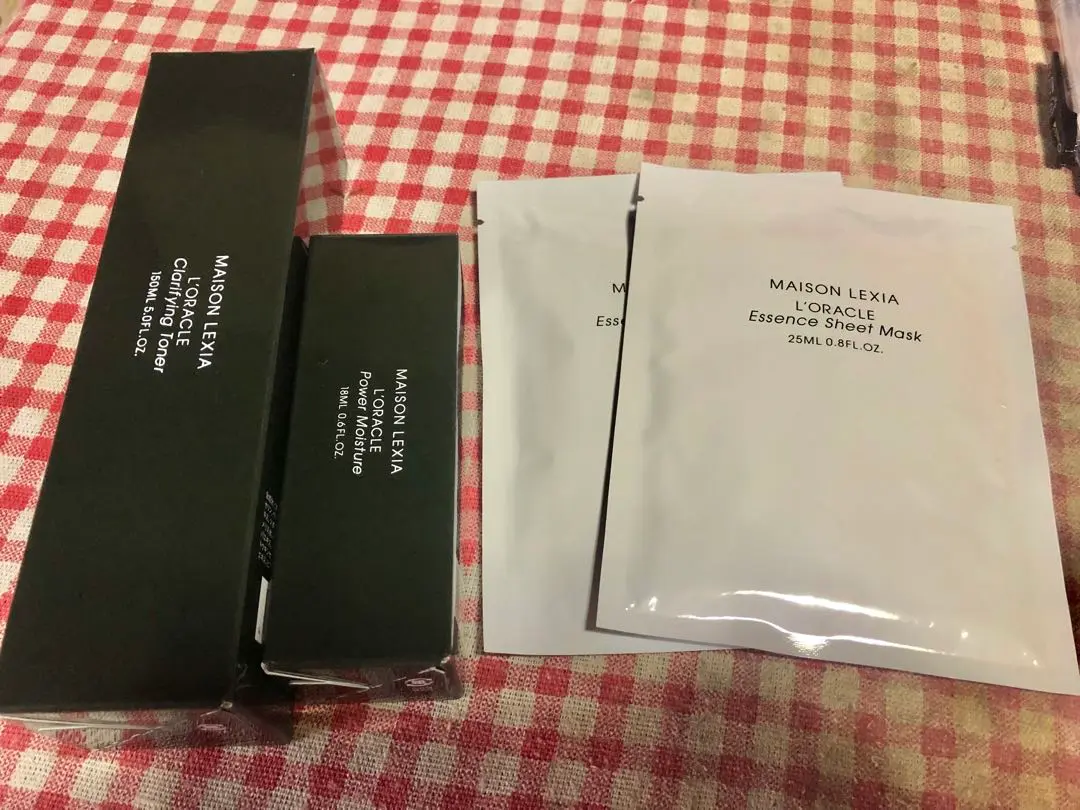 MAISON LEXIA
L'ORACLE
Clarifying Toner
150ML 5.0FL.OZ.
MAISON LEXIA
L'ORACLE
Power Moisture
18ML 0.6FL.OZ.
M
Esse
MAISON LEXIA
L'ORACLE
Essence Sheet Mask
25ML 0.8FL.OZ.